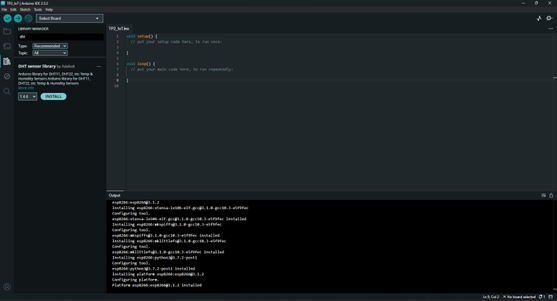 TP2_IoT | Arduino IDE 2.3.2
File Edit Sketch Tools Help
Select Board
LIBRARY MANAGER
dht
Type: Recommended
Topic: All
DHT sensor library by Adafruit
Arduino library for DHT11, DHT22, etc Temp & Humidity Sensors Arduino library for DHT11,
DHT22, etc Temp & Humidity Sensors
More info
1.4.6 INSTALL
TP2_IoT.ino
1 void setup() {
2 // put your setup code here, to run once:
3
4 }
5
6 void loop() {
7 // put your main code here, to run repeatedly:
8
9 }
10
Output
esp8266:esp8266@3.1.2
Installing esp8266:xtensa-lx106-elf-gcc@3.1.0-gcc10.3-e5f9fec
Configuring tool.
esp8266:xtensa-lx106-elf-gcc@3.1.0-gcc10.3-e5f9fec installed
Installing esp8266:mkspiffs@3.1.0-gcc10.3-e5f9fec
Configuring tool.
esp8266:mkspiffs@3.1.0-gcc10.3-e5f9fec installed
Installing esp8266:mklittlefs@3.1.0-gcc10.3-e5f9fec
Configuring tool.
esp8266:mklittlefs@3.1.0-gcc10.3-e5f9fec installed
Installing esp8266:python3@3.7.2-post1
Configuring tool.
esp8266:python3@3.7.2-post1 installed
Installing platform esp8266:esp8266@3.1.2
Configuring platform.
Platform esp8266:esp8266@3.1.2 installed
Ln 9, Col 2 No board selected